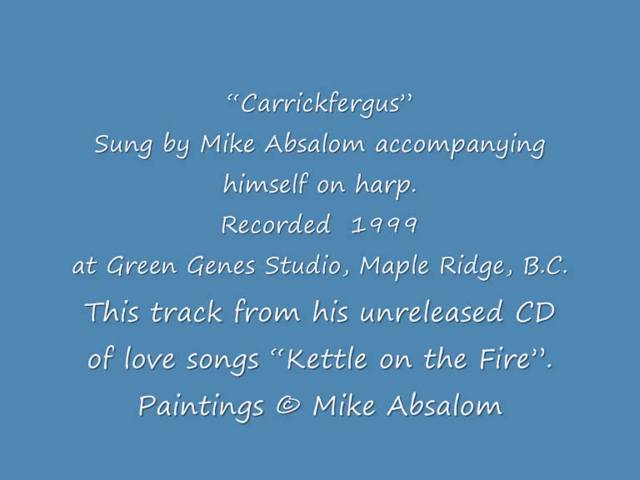 “Carrickfergus”
Sung by Mike Absalom accompanying
himself on harp.
Recorded 1999
at Green Genes Studio, Maple Ridge, B.C.
This track from his unreleased CD
of love songs “Kettle on the Fire”.
Paintings © Mike Absalom